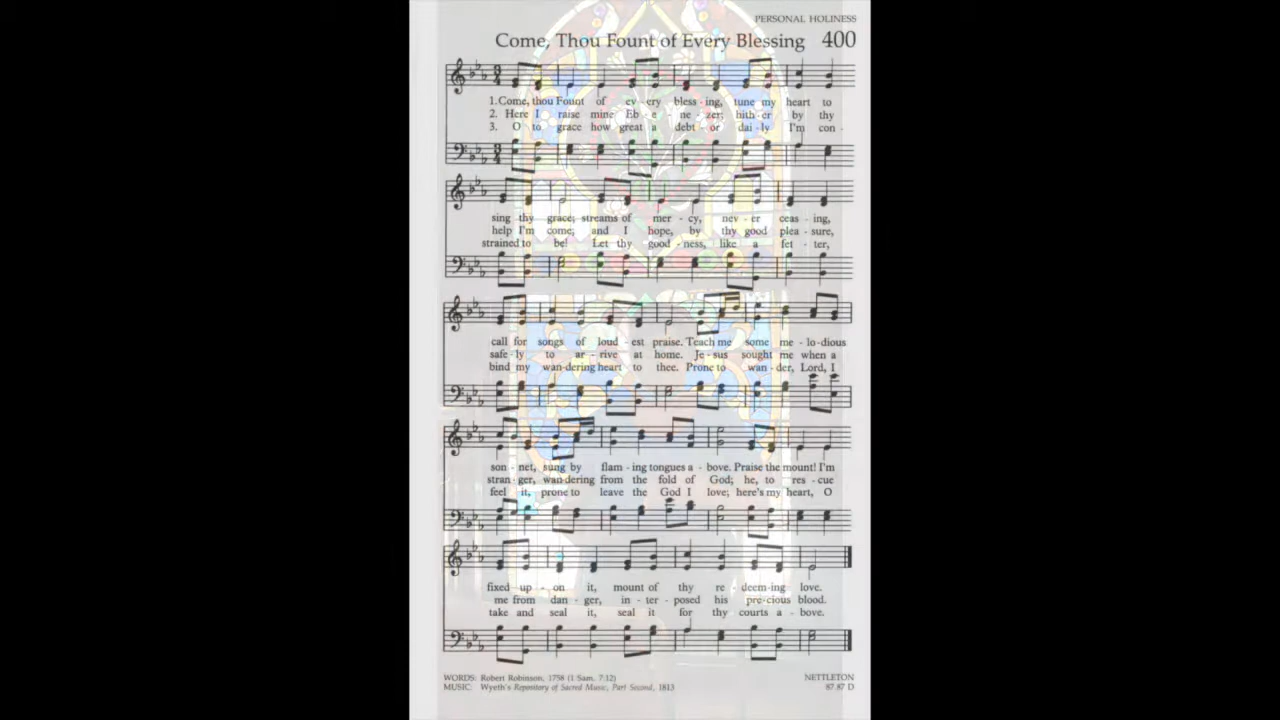 PERSONAL HOLINESS
Come, Thou Fount of Every Blessing 400
1.Come, thou Fount of ev - ery bless - ing, tune my heart to
2. Here I raise mine Eb - e - ne - zer; hith - er by thy
3. O to grace how great a debt - or dai - ly I'm con -
sing thy grace; streams of mer - cy, nev - er ceas - ing,
help I'm come; and I hope, by thy good plea - sure,
strained to be! Let thy good - ness, like a fet - ter,
call for songs of loud - est praise. Teach me some me - lo-dious
safe - ly to ar - rive at home. Je - sus sought me when a
bind my wan-dering heart to thee. Prone to wan - der, Lord, I
son - net, sung by flam - ing tongues a - bove. Praise the mount! I'm
stran - ger, wan-dering from the fold of God; he, to res - cue
feel it, prone to leave the God I love; here's my heart, O
fixed up - on it, mount of thy re - deem-ing love.
me from dan - ger, in - ter - posed his pre-cious blood.
take and seal it, seal it for thy courts a - bove.
WORDS: Robert Robinson, 1758 (1 Sam. 7:12)
MUSIC: Wyeth's Repository of Sacred Music, Part Second, 1813
NETTLETON
87.87 D